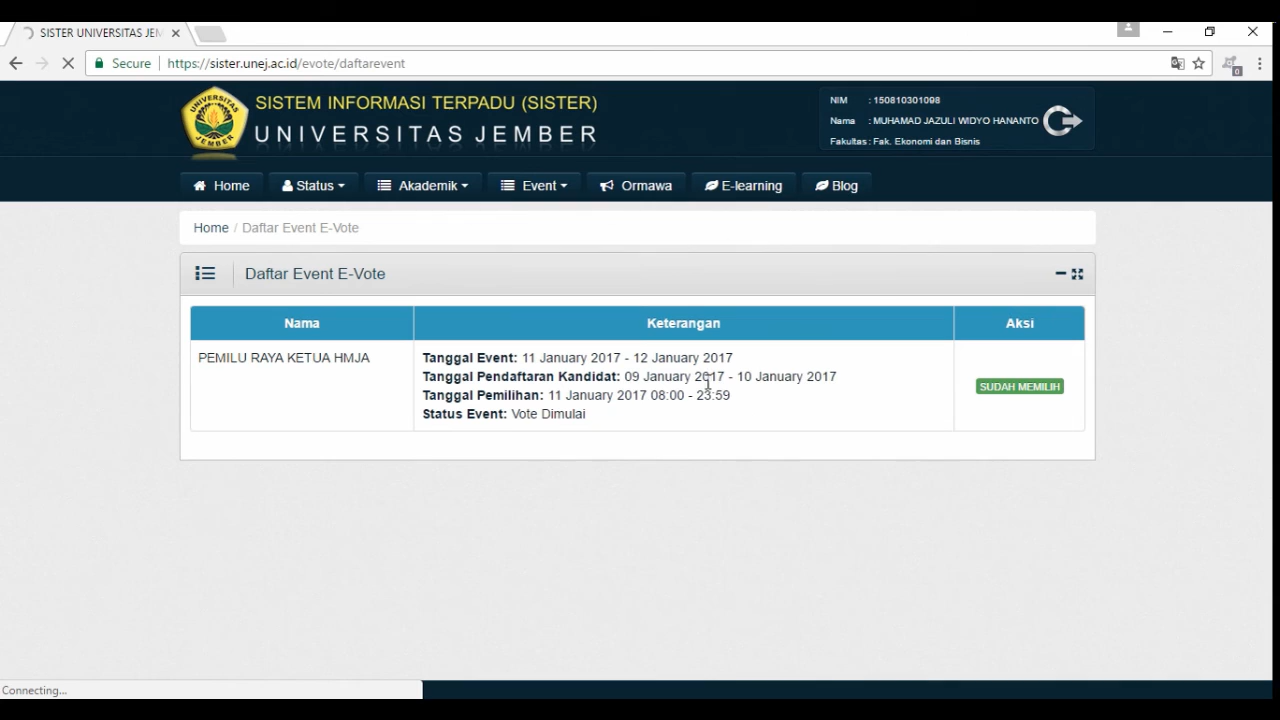 SISTER UNIVERSITAS JEM
Secure https://sister.unej.ac.id/evote/daftarevent
0
UNIVERSITAS
JEMBER
SISTEM INFORMASI TERPADU (SISTER)
UNIVERSITAS JEMBER
NIM : 150810301098
Nama : MUHAMAD JAZULI WIDYO HANANTO
Fakultas : Fak. Ekonomi dan Bisnis
Home Status Akademik Event Ormawa E-learning Blog
Home / Daftar Event E-Vote
Daftar Event E-Vote
Nama Keterangan Aksi
PEMILU RAYA KETUA HMJA
Tanggal Event: 11 January 2017 - 12 January 2017
Tanggal Pendaftaran Kandidat: 09 January 2017 - 10 January 2017
Tanggal Pemilihan: 11 January 2017 08:00 - 23:59
Status Event: Vote Dimulai
SUDAH MEMILIH
Connecting...